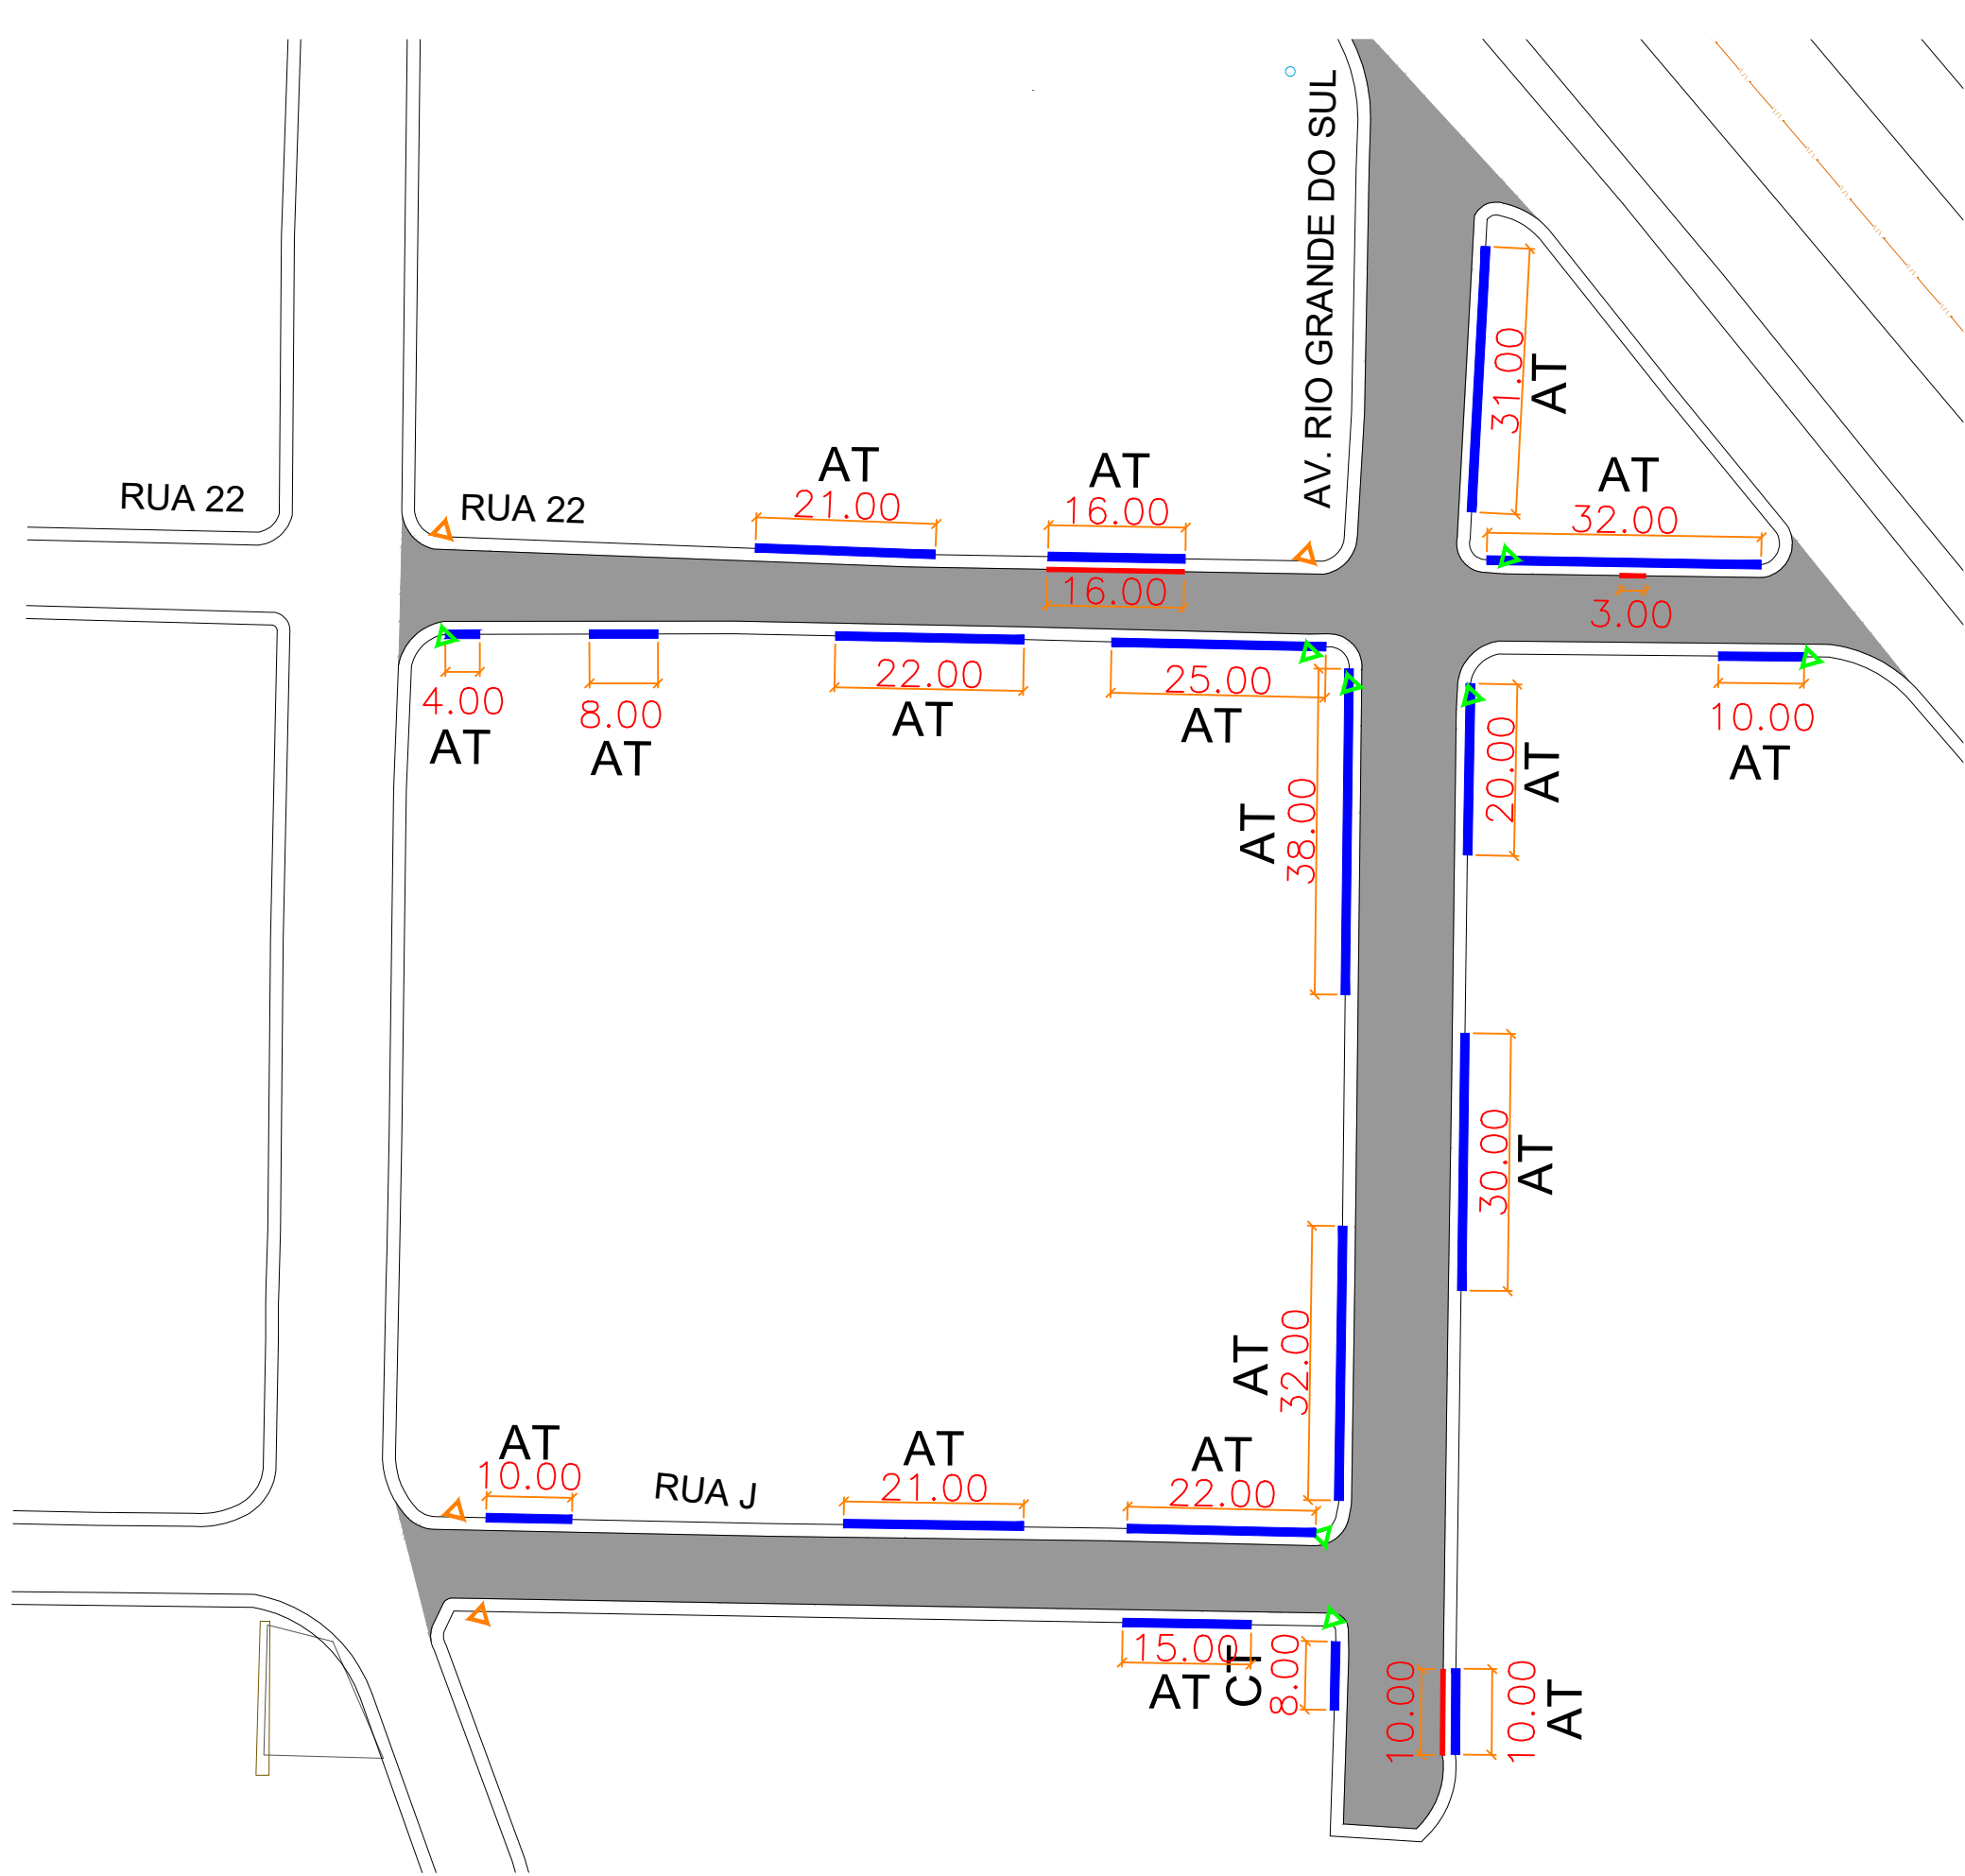 AV. RIO GRANDE DO SUL
31.00
AT
AT
21.00
AT
16.00
AT
32.00
RUA 22
RUA 22
16.00
3.00
4.00
AT
8.00
AT
22.00
AT
25.00
AT
38.00
AT
20.00
AT
10.00
AT
30.00
AT
AT
32.00
AT
10.00
RUA J
AT
21.00
AT
22.00
15.00
AT
CT
8.00
10.00
10.00
AT